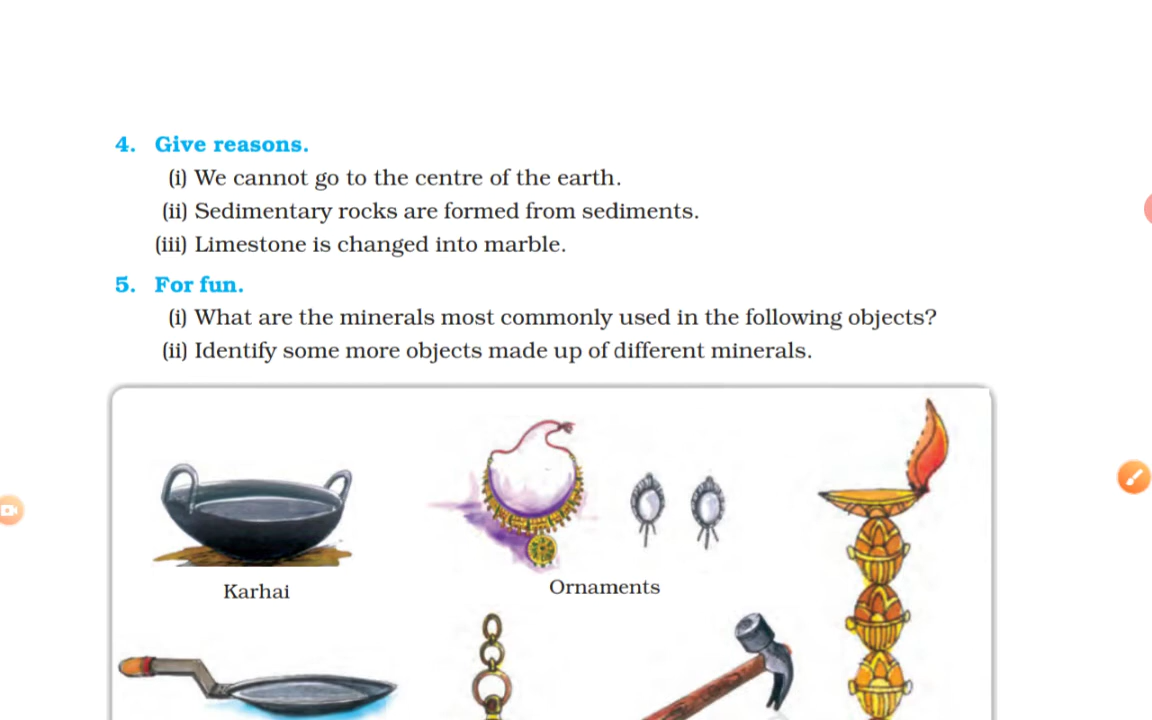 4. Give reasons.
(i) We cannot go to the centre of the earth.
(ii) Sedimentary rocks are formed from sediments.
(iii) Limestone is changed into marble.
5. For fun.
(i) What are the minerals most commonly used in the following objects?
(ii) Identify some more objects made up of different minerals.
Karhai
Ornaments